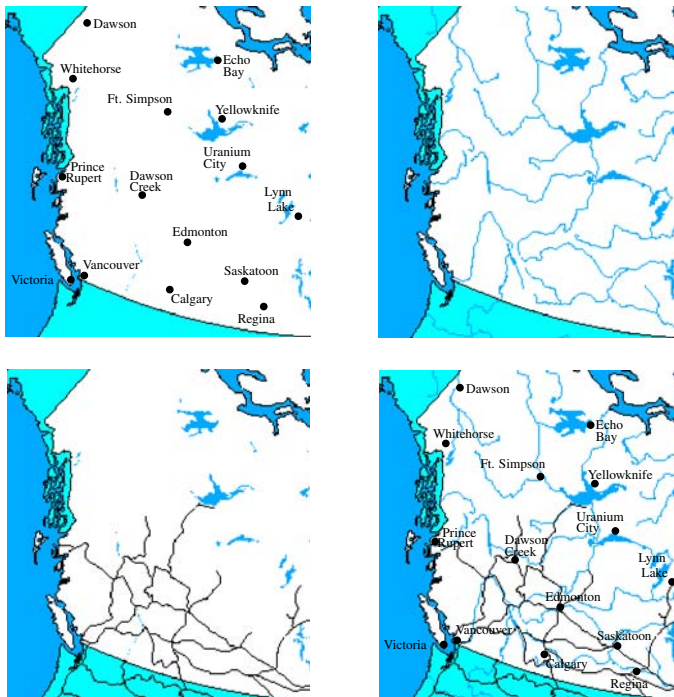 Dawson
Echo
Bay
Whitehorse
Ft. Simpson
Yellowknife
Uranium
City
Prince
Rupert
Dawson
Creek
Lynn
Lake
Edmonton
Vancouver
Victoria
Saskatoon
Calgary
Regina
Dawson
Echo
Bay
Whitehorse
Ft. Simpson
Yellowknife
Uranium
City
Prince
Rupert
Dawson
Creek
Lynn
Lake
Edmonton
Vancouver
Victoria
Saskatoon
Calgary
Regina